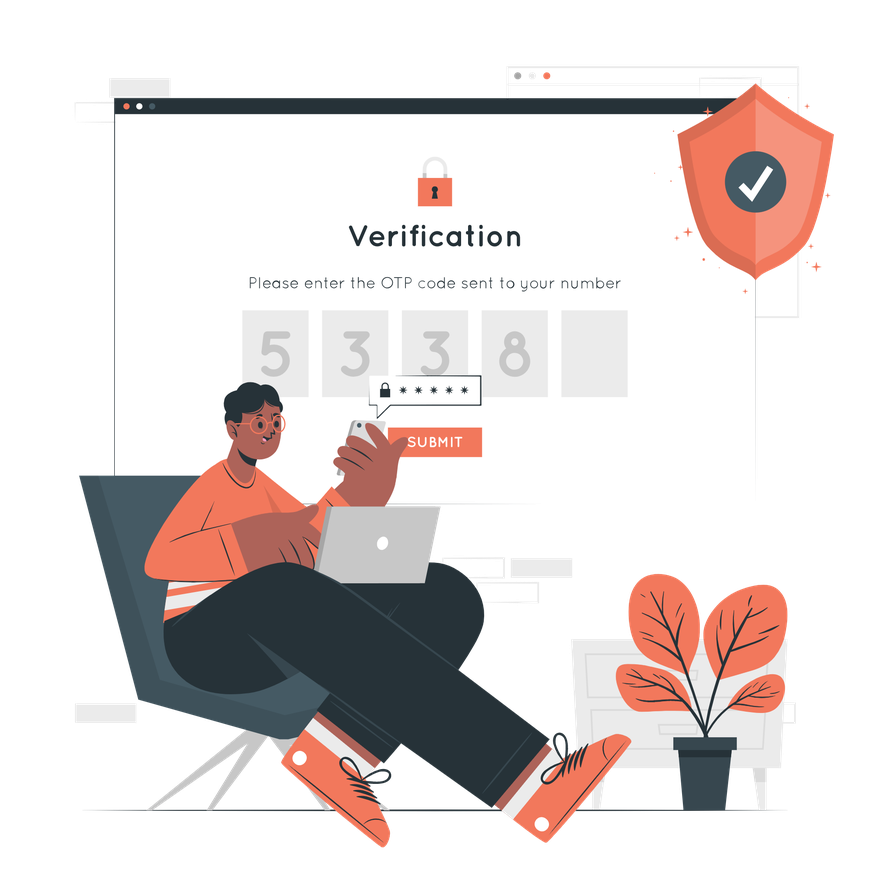 Verification
Please enter the OTP code sent to your number
5 3 3 8
*****
SUBMIT